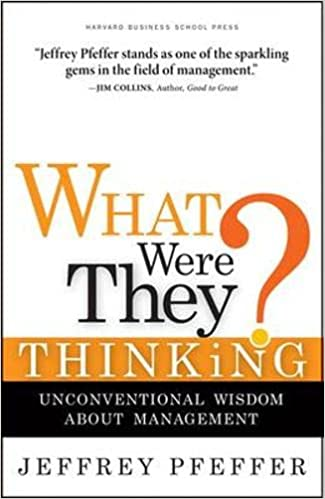 HARVARD BUSINESS SCHOOL PRESS
“Jeffrey Pfeffer stands as one of the sparkling
gems in the field of management.”
—JIM COLLINS, Author, Good to Great
WHAT
Were
They?
THINKiNG
UNCONVENTIONAL WISDOM
ABOUT MANAGEMENT
JEFFREY PFEFFER